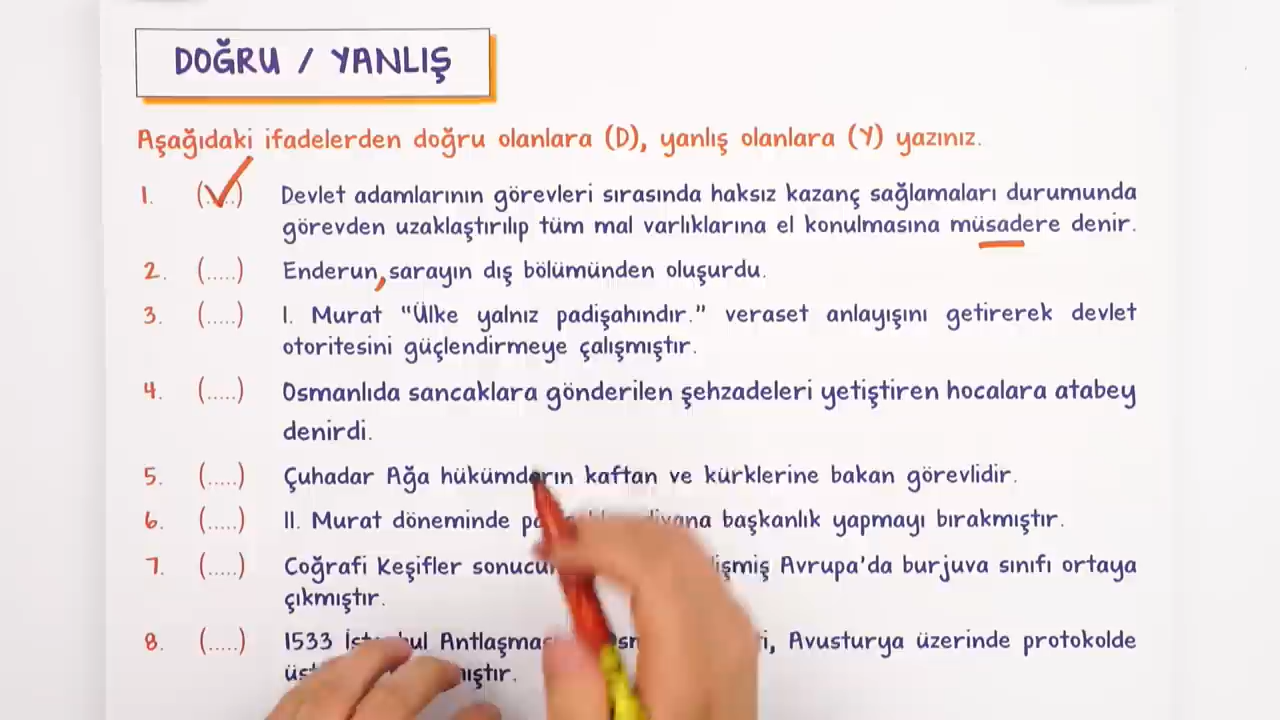 DOĞRU / YANLIŞ
Aşağıdaki ifadelerden doğru olanlara (D), yanlış olanlara (Y) yazınız.
1. (.....) Devlet adamlarının görevleri sırasında haksız kazanç sağlamaları durumunda
görevden uzaklaştırılıp tüm mal varlıklarına el konulmasına müsadere denir.
2. (.....) Enderun, sarayın dış bölümünden oluşurdu.
3. (.....) I. Murat “Ülke yalnız padişahındır.” veraset anlayışını getirerek devlet
otoritesini güçlendirmeye çalışmıştır.
4. (.....) Osmanlıda sancaklara gönderilen şehzadeleri yetiştiren hocalara atabey
denirdi.
5. (.....) Çuhadar Ağa hükümdarın kaftan ve kürklerine bakan görevlidir.
6. (.....) II. Murat döneminde başkanlık yapmayı bırakmıştır.
7. (.....) Coğrafi Keşifler Avrupa'da burjuva sınıfı ortaya
çıkmıştır.
8. (.....) 1533 Avusturya üzerinde protokolde